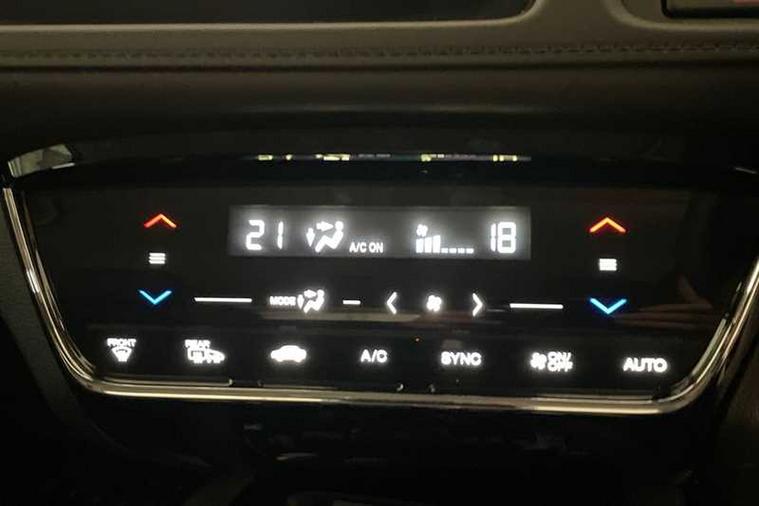 21 A/C ON 18
MODE
FRONT REAR A/C SYNC ON/OFF AUTO